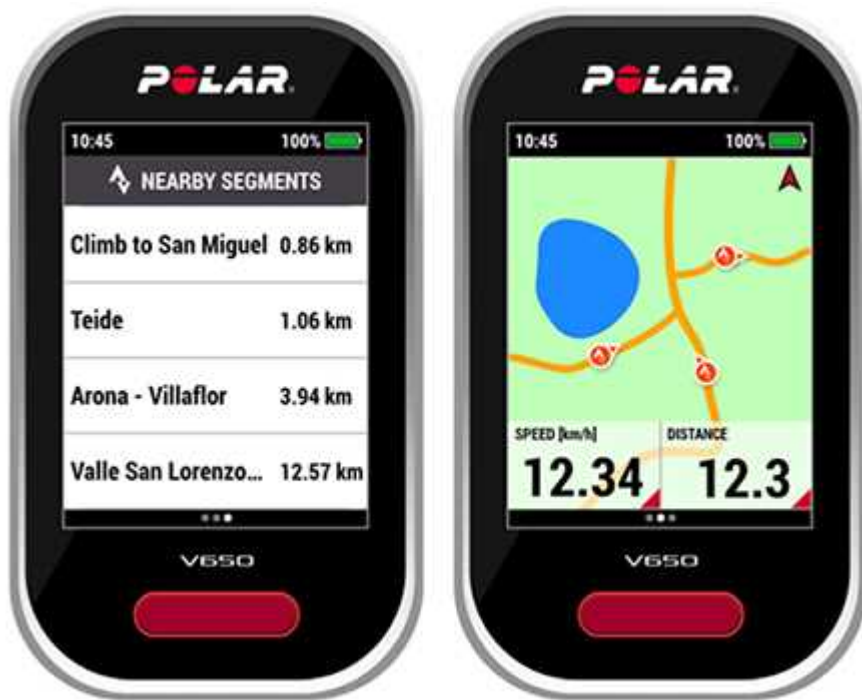 POLAR
10:45 100%
NEARBY SEGMENTS
Climb to San Miguel 0.86 km
Teide 1.06 km
Arona - Villaflor 3.94 km
Valle San Lorenzo... 12.57 km
V650
POLAR
10:45 100%
SPEED [km/h] DISTANCE
12.34 12.3
V650